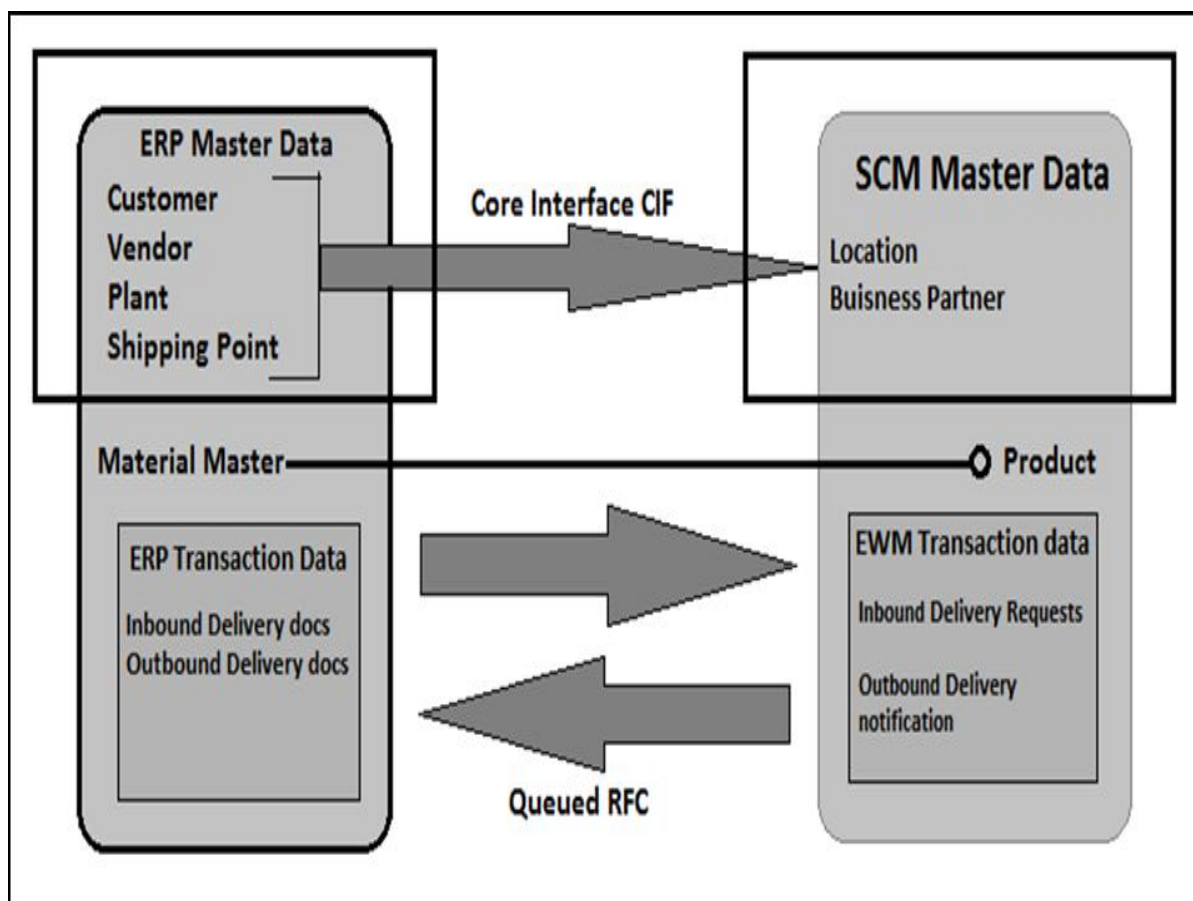 ERP Master Data
Customer
Vendor
Plant
Shipping Point
Core Interface CIF
SCM Master Data
Location
Buisness Partner
Material Master
Product
ERP Transaction Data
Inbound Delivery docs
Outbound Delivery docs
EWM Transaction data
Inbound Delivery Requests
Outbound Delivery
notification
Queued RFC